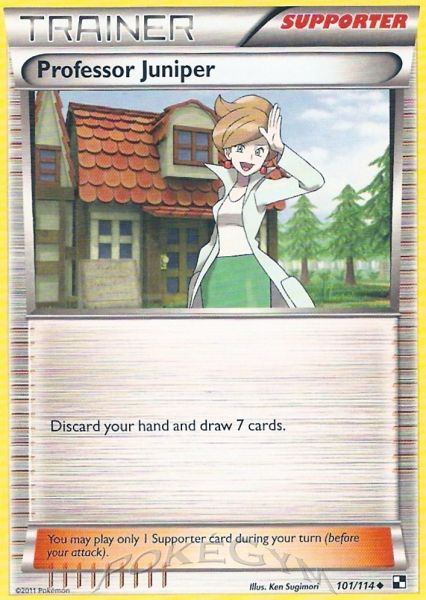 TRAINER
SUPPORTER
Professor Juniper
Discard your hand and draw 7 cards.
You may play only 1 Supporter card during your turn (before
your attack).
POKEGYM
©2011 Pokémon
Illus. Ken Sugimori
101/114